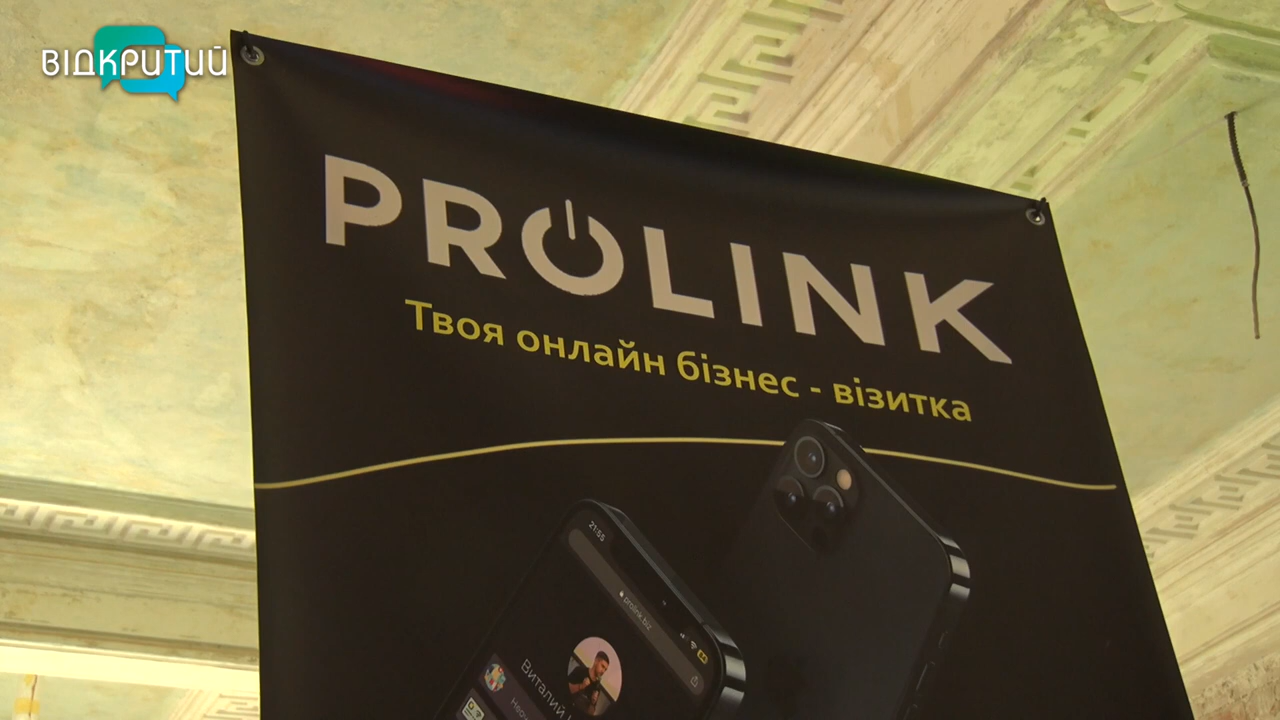 ВІДКРИТИЙ
PROLINK
Твоя онлайн бізнес - візитка
21:55
prolink.biz
Виталий